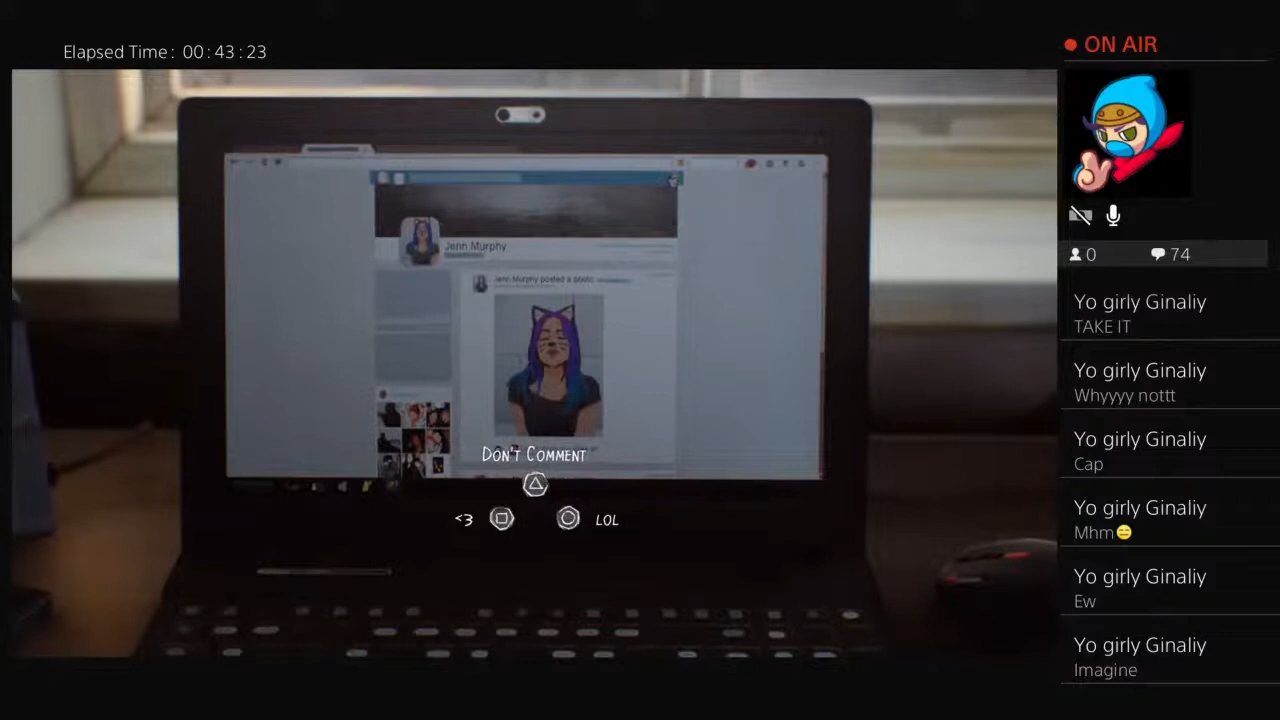 Elapsed Time: 00:43:23
ON AIR
0
74
Jenn Murphy
Jenn Murphy posted a photo
DON'T COMMENT
<3
LOL
Yo girly Ginaliy
TAKE IT
Yo girly Ginaliy
Whyyyy nottt
Yo girly Ginaliy
Cap
Yo girly Ginaliy
Mhm😑
Yo girly Ginaliy
Ew
Yo girly Ginaliy
Imagine